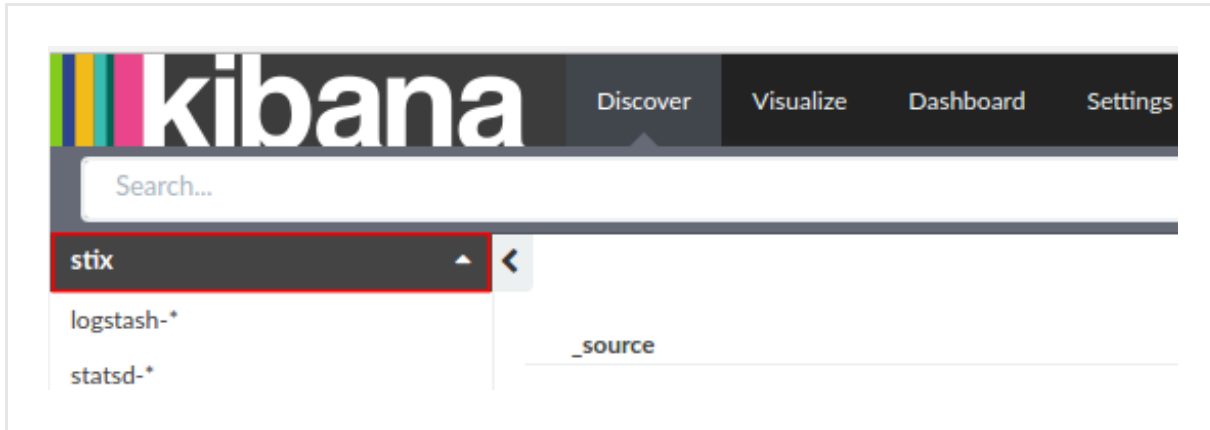 kibana Discover Visualize Dashboard Settings
Search...
stix
logstash-*
_source
statsd-*